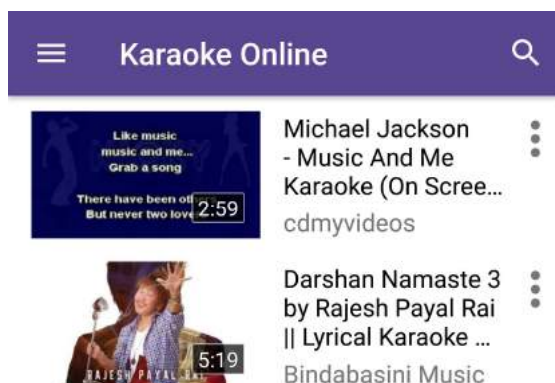 Karaoke Online
Like music
music and me...
Grab a song
There have been
But never two
2:59
Michael Jackson
- Music And Me
Karaoke (On Scree...
cdmyvideos
RAJESH PAYAL RAI
5:19
Darshan Namaste 3
by Rajesh Payal Rai
|| Lyrical Karaoke ...
Bindabasini Music